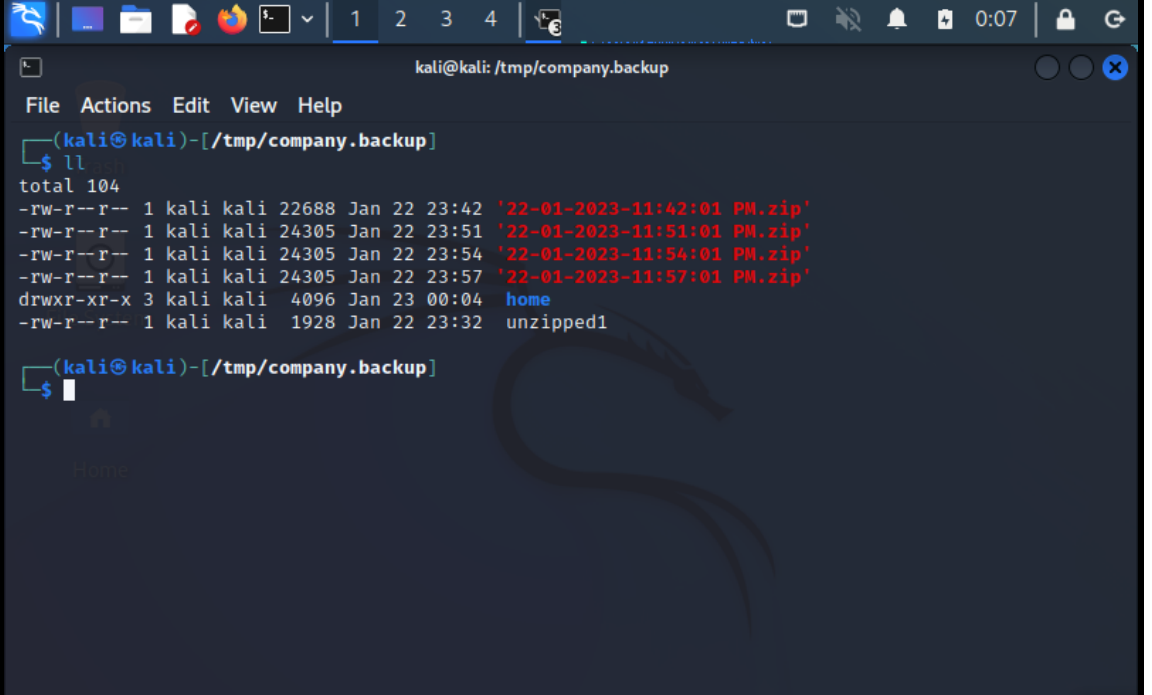 1 2 3 4 3 0:07
kali@kali: /tmp/company.backup
File Actions Edit View Help
(kali㉿kali)-[/tmp/company.backup]
$ ll
total 104
-rw-r--r-- 1 kali kali 22688 Jan 22 23:42 '22-01-2023-11:42:01 PM.zip'
-rw-r--r-- 1 kali kali 24305 Jan 22 23:51 '22-01-2023-11:51:01 PM.zip'
-rw-r--r-- 1 kali kali 24305 Jan 22 23:54 '22-01-2023-11:54:01 PM.zip'
-rw-r--r-- 1 kali kali 24305 Jan 22 23:57 '22-01-2023-11:57:01 PM.zip'
drwxr-xr-x 3 kali kali  4096 Jan 23 00:04  home
-rw-r--r-- 1 kali kali  1928 Jan 22 23:32  unzipped1
(kali㉿kali)-[/tmp/company.backup]
$
Home